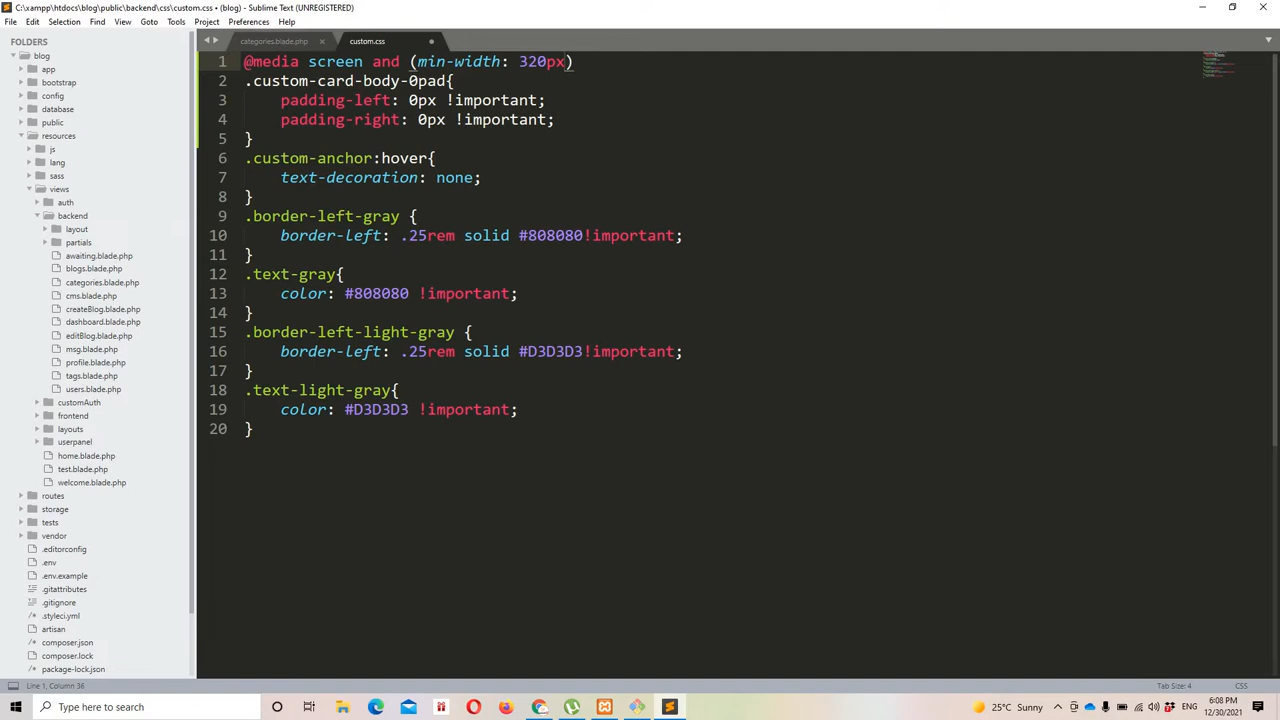 C:\xampp\htdocs\blog\public\backend\css\custom.css • (blog) - Sublime Text (UNREGISTERED)
File Edit Selection Find View Goto Tools Project Preferences Help
FOLDERS
blog
app
bootstrap
config
database
public
resources
js
lang
sass
views
auth
backend
layout
partials
awaiting.blade.php
blogs.blade.php
categories.blade.php
cms.blade.php
createBlog.blade.php
dashboard.blade.php
editBlog.blade.php
msg.blade.php
profile.blade.php
tags.blade.php
users.blade.php
customAuth
frontend
layouts
userpanel
home.blade.php
test.blade.php
welcome.blade.php
routes
storage
tests
vendor
.editorconfig
.env
.env.example
.gitattributes
.gitignore
.styleci.yml
artisan
composer.json
composer.lock
package-lock.json
categories.blade.php custom.css
1 @media screen and (min-width: 320px)
2 .custom-card-body-0pad{
3 padding-left: 0px !important;
4 padding-right: 0px !important;
5 }
6 .custom-anchor:hover{
7 text-decoration: none;
8 }
9 .border-left-gray {
10 border-left: .25rem solid #808080!important;
11 }
12 .text-gray{
13 color: #808080 !important;
14 }
15 .border-left-light-gray {
16 border-left: .25rem solid #D3D3D3!important;
17 }
18 .text-light-gray{
19 color: #D3D3D3 !important;
20 }
Line 1, Column 36 Tab Size: 4 CSS
Type here to search
25°C Sunny
6:08 PM
12/30/2021